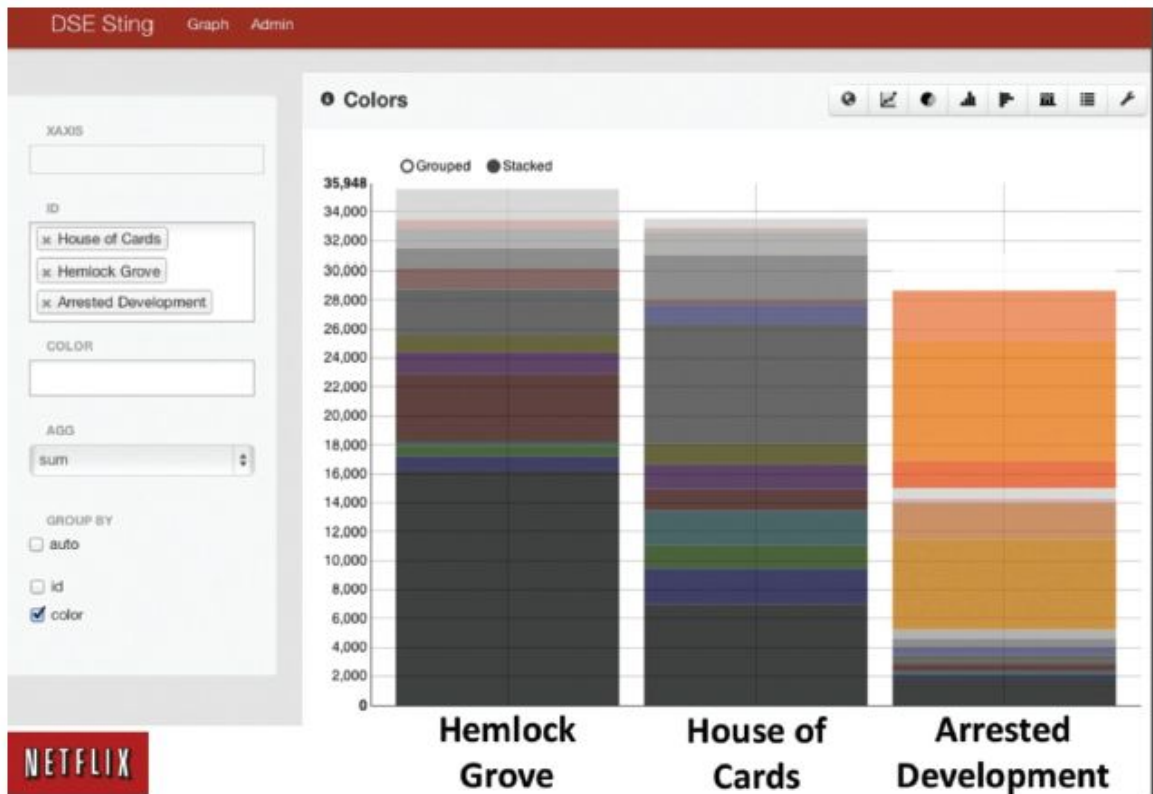 DSE Sting Graph Admin
XAXIS
ID
× House of Cards
× Hemlock Grove
× Arrested Development
COLOR
AGG
sum
GROUP BY
auto
id
color
Colors
Grouped Stacked
35,948
34,000
32,000
30,000
28,000
26,000
24,000
22,000
20,000
18,000
16,000
14,000
12,000
10,000
8,000
6,000
4,000
2,000
0
Hemlock
Grove
House of
Cards
Arrested
Development
NETFLIX